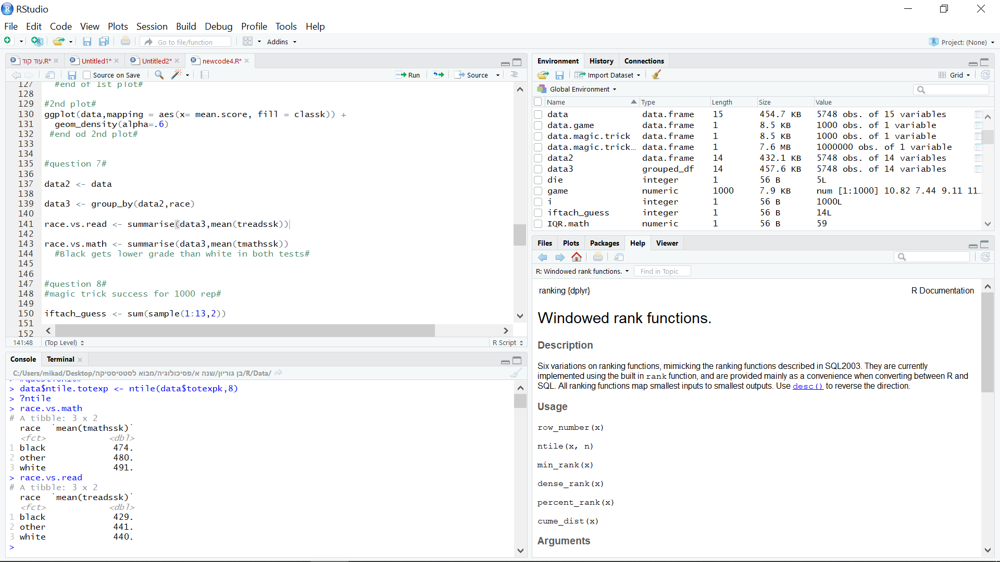 RStudio
File Edit Code View Plots Session Build Debug Profile Tools Help
Go to file/function Addins Project: (None)
עוד קוד.R* Untitled1* Untitled2* newcode4.R*
Source on Save Run Source
127 #end of 1st plot#
128
129 #2nd plot#
130 ggplot(data,mapping = aes(x= mean.score, fill = classk)) +
131 geom_density(alpha=.6)
132 #end od 2nd plot#
133
134
135 #question 7#
136
137 data2 <- data
138
139 data3 <- group_by(data2,race)
140
141 race.vs.read <- summarise(data3,mean(treadssk))
142
143 race.vs.math <- summarise(data3,mean(tmathssk))
144 #Black gets lower grade than white in both tests#
145
146
147 #question 8#
148 #magic trick success for 1000 rep#
149
150 iftach_guess <- sum(sample(1:13,2))
151
152
141:48 (Top Level) R Script
Console Terminal
C:/Users/mikad/Desktop/בן גוריון/שנה א/פסיכולוגיה/מבוא לסטטיסטיקה/R/Data/
> #question10#
> data$ntile.totexp <- ntile(data$totexpk,8)
> ?ntile
> race.vs.math
# A tibble: 3 x 2
race `mean(tmathssk)`
<fct> <dbl>
1 black 474.
2 other 480.
3 white 491.
> race.vs.read
# A tibble: 3 x 2
race `mean(treadssk)`
<fct> <dbl>
1 black 429.
2 other 441.
3 white 440.
>
Environment History Connections
Import Dataset Grid
Global Environment
Name Type Length Size Value
data data.frame 15 454.7 KB 5748 obs. of 15 variables
data.game data.frame 1 8.5 KB 1000 obs. of 1 variable
data.magic.trick data.frame 1 8.5 KB 1000 obs. of 1 variable
data.magic.trick… data.frame 1 7.6 MB 1000000 obs. of 1 variable
data2 data.frame 14 432.1 KB 5748 obs. of 14 variables
data3 grouped_df 14 457.6 KB 5748 obs. of 14 variables
die integer 1 56 B 5L
game numeric 1000 7.9 KB num [1:1000] 10.82 7.44 9.11 11…
i integer 1 56 B 1000L
iftach_guess integer 1 56 B 14L
IQR.math numeric 1 56 B 59
Files Plots Packages Help Viewer
R: Windowed rank functions. Find in Topic
ranking {dplyr} R Documentation
Windowed rank functions.
Description
Six variations on ranking functions, mimicking the ranking functions described in SQL2003. They are currently
implemented using the built in rank function, and are provided mainly as a convenience when converting between R and
SQL. All ranking functions map smallest inputs to smallest outputs. Use desc() to reverse the direction.
Usage
row_number(x)
ntile(x, n)
min_rank(x)
dense_rank(x)
percent_rank(x)
cume_dist(x)
Arguments